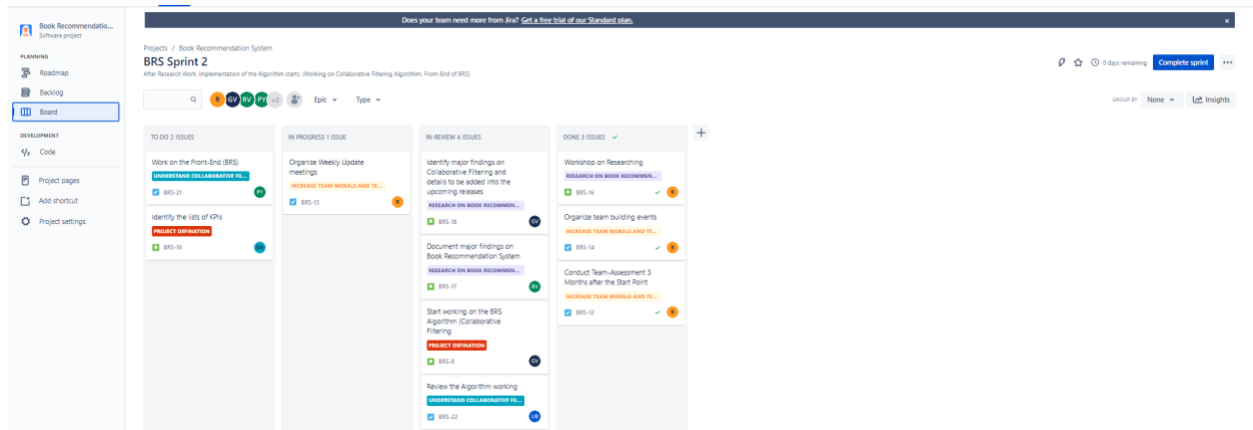 Does your team need more from Jira? Get a free trial of our Standard plan.
Book Recommendatio...
Software project
PLANNING
Roadmap
Backlog
Board
DEVELOPMENT
Code
Project pages
Add shortcut
Project settings
Projects / Book Recommendation System
BRS Sprint 2
After Research Work, Implementation of the Algorithm starts. (Working on Collaborative Filtering Algorithm, Front-End of BRS)
0 days remaining
Complete sprint
R GV RV PY +2
Epic
Type
GROUP BY None
Insights
TO DO 2 ISSUES
Work on the Front-End (BRS)
UNDERSTAND COLLABORATIVE FIL...
BRS-21
PY
Identity the lists of KPIs
PROJECT DEFINATION
BRS-10
IN PROGRESS 1 ISSUE
Organize Weekly Update
meetings
INCREASE TEAM MORALE AND TE...
BRS-13
R
IN-REVIEW 4 ISSUES
Identify major findings on
Collaborative Filtering and
details to be added into the
upcoming releases
RESEARCH ON BOOK RECOMMEN...
GV
Document major findings on
Book Recommendation System
RESEARCH ON BOOK RECOMMEN...
BRS-17
RV
Start working on the BRS
Algorithm (Collaborative
Filtering
PROJECT DEFINATION
GV
Review the Algorithm working
UNDERSTAND COLLABORATIVE FIL...
BRS-22
DONE 3 ISSUES
Workshop on Researching
RESEARCH ON BOOK RECOMMEN...
R
Organize team building events
INCREASE TEAM MORALE AND TE...
BRS-14
R
Conduct Team-Assessment 3
Months after the Start Point
INCREASE TEAM MORALE AND TE...
BRS-12
R